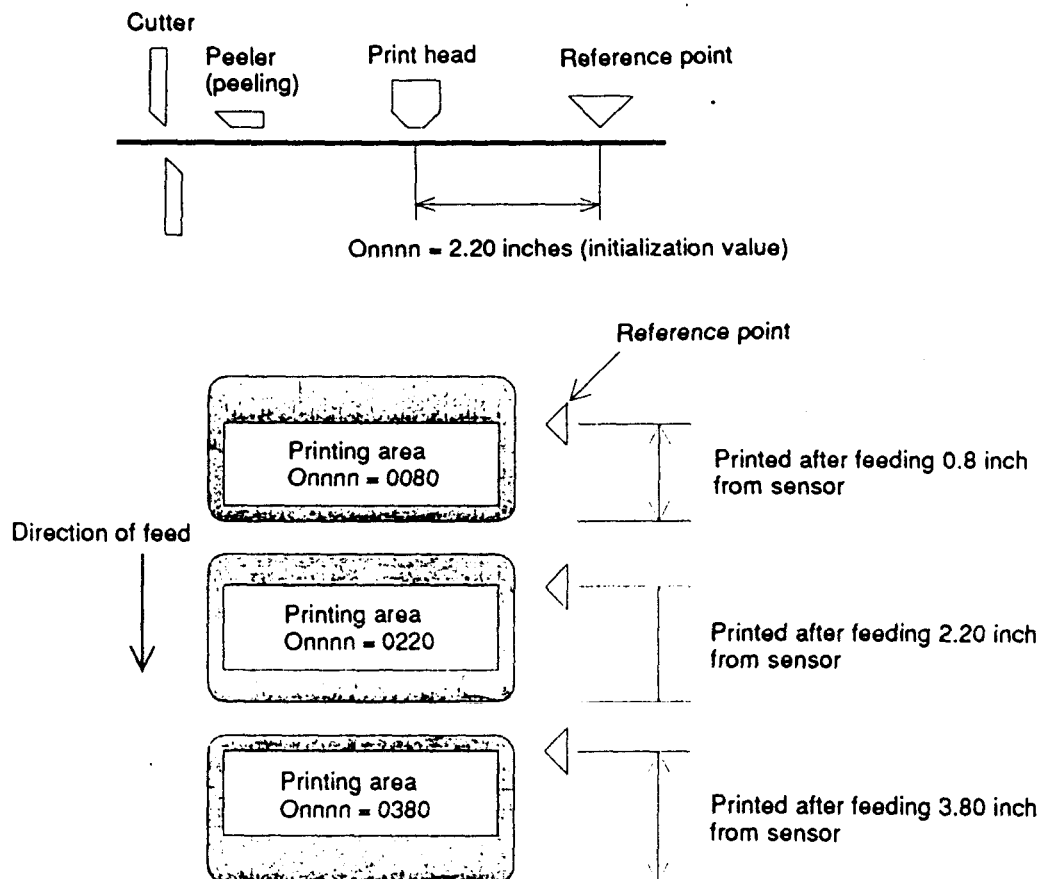 Cutter
Peeler
(peeling)
Print head
Reference point
Onnnn = 2.20 inches (initialization value)
Reference point
Printing area
Onnnn = 0080
Printed after feeding 0.8 inch
from sensor
Direction of feed
Printing area
Onnnn = 0220
Printed after feeding 2.20 inch
from sensor
Printing area
Onnnn = 0380
Printed after feeding 3.80 inch
from sensor